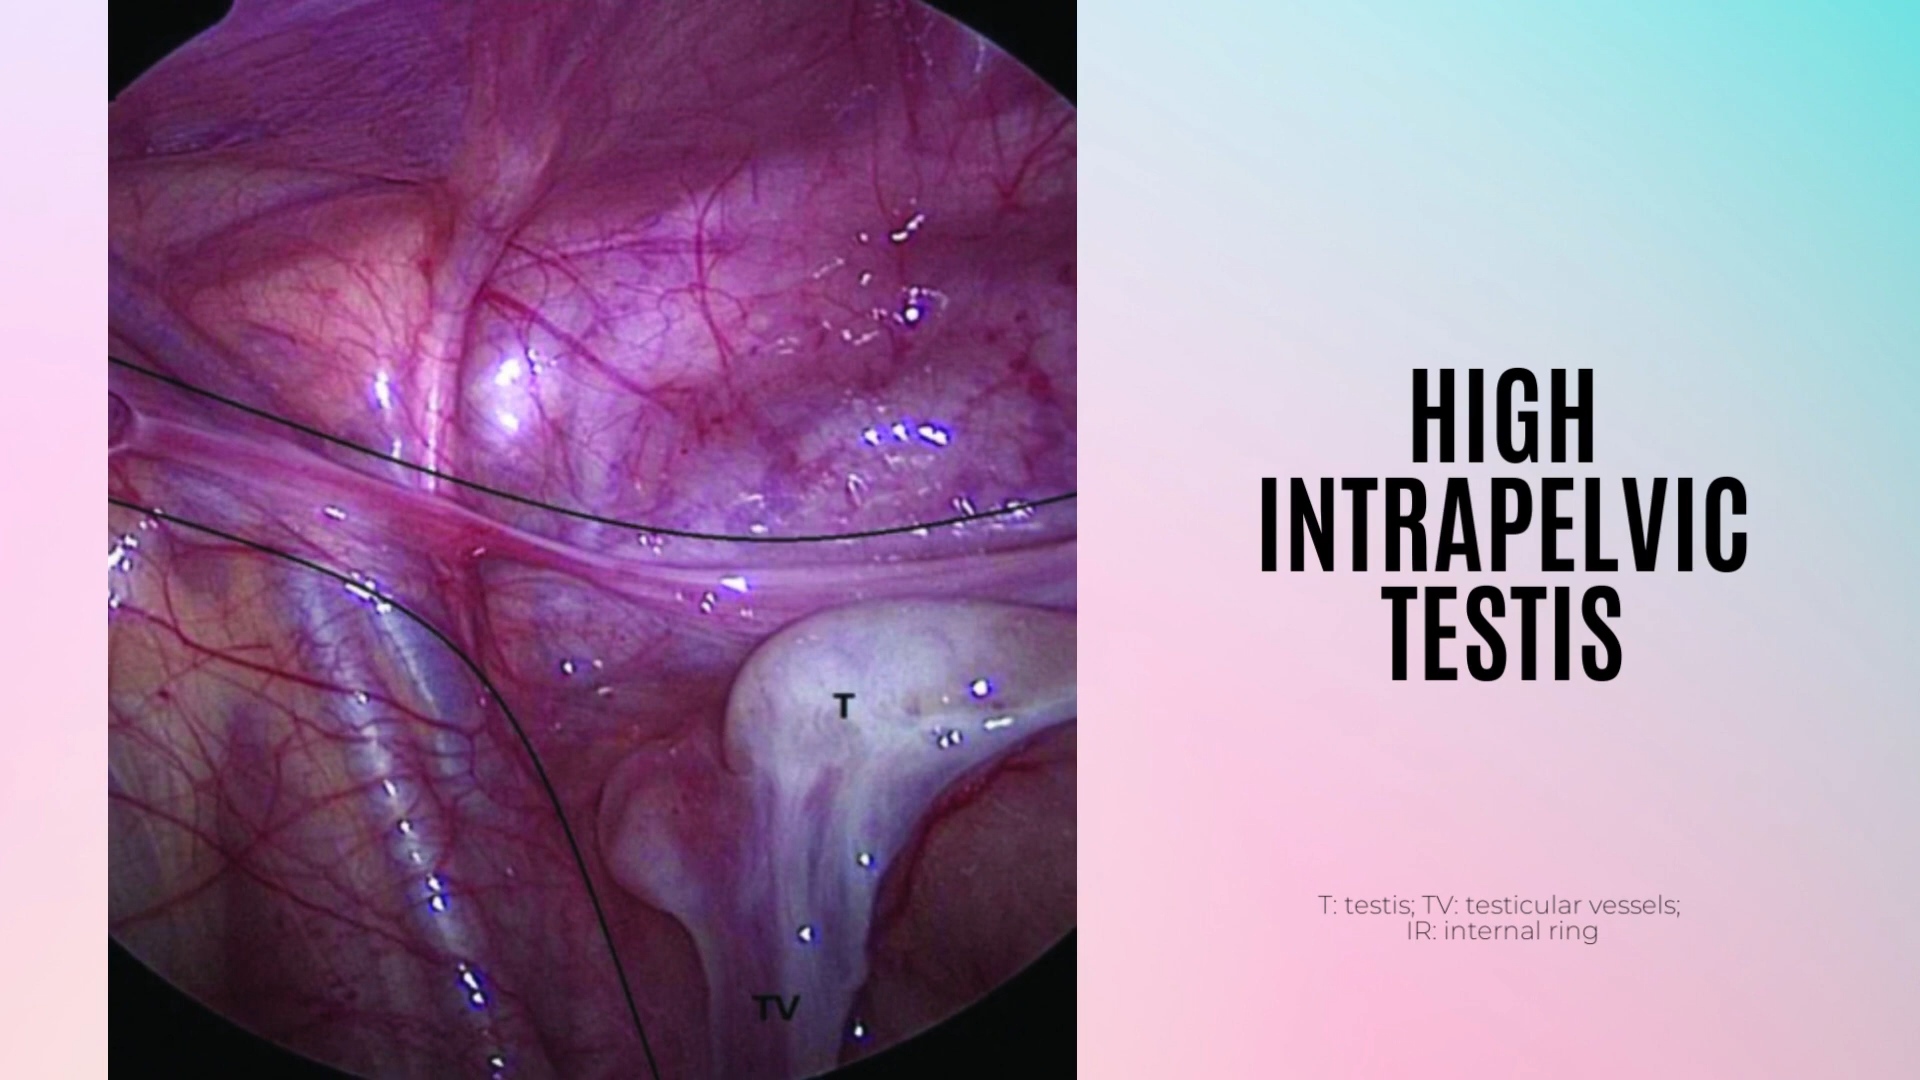 HIGH
INTRAPELVIC
TESTIS
T
TV
T: testis; TV: testicular vessels;
IR: internal ring